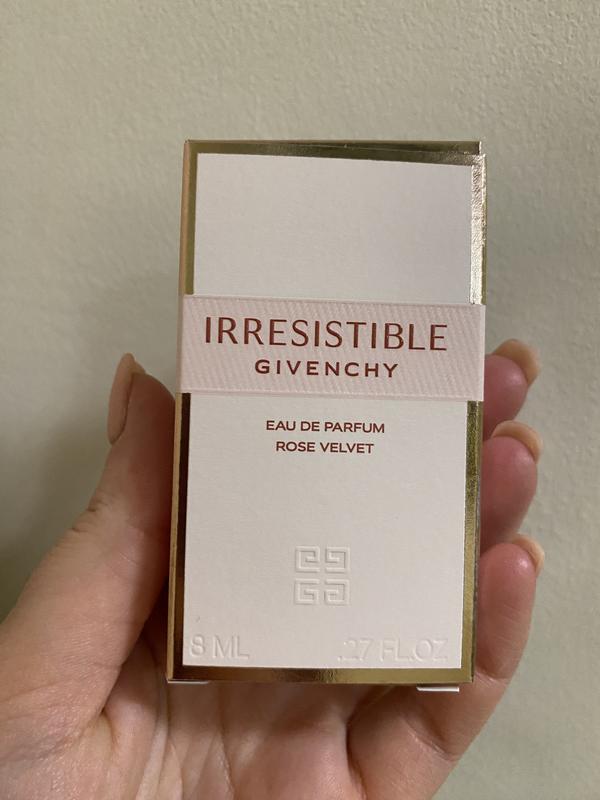 IRRESISTIBLE
GIVENCHY
EAU DE PARFUM
ROSE VELVET
8 ML .27 FL.OZ